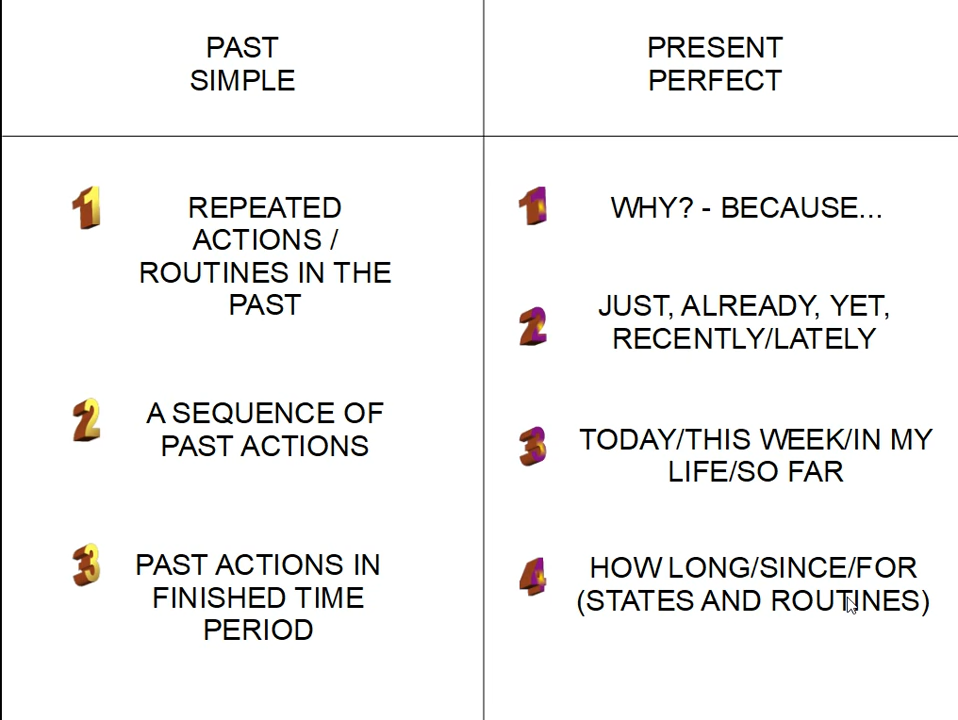 PAST
SIMPLE
PRESENT
PERFECT
1 REPEATED
ACTIONS /
ROUTINES IN THE
PAST
2 A SEQUENCE OF
PAST ACTIONS
3 PAST ACTIONS IN
FINISHED TIME
PERIOD
1 WHY? - BECAUSE...
2 JUST, ALREADY, YET,
RECENTLY/LATELY
3 TODAY/THIS WEEK/IN MY
LIFE/SO FAR
4 HOW LONG/SINCE/FOR
(STATES AND ROUTINES)